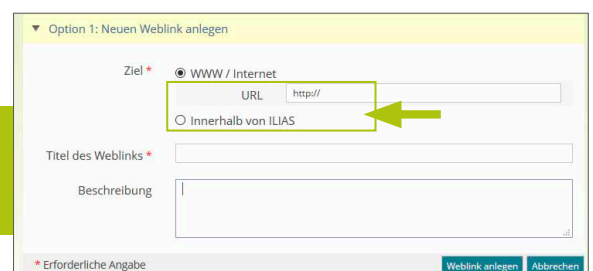 Option 1: Neuen Weblink anlegen
Ziel *
WWW / Internet
URL http://
Innerhalb von ILIAS
Titel des Weblinks *
Beschreibung
* Erforderliche Angabe
Weblink anlegen Abbrechen